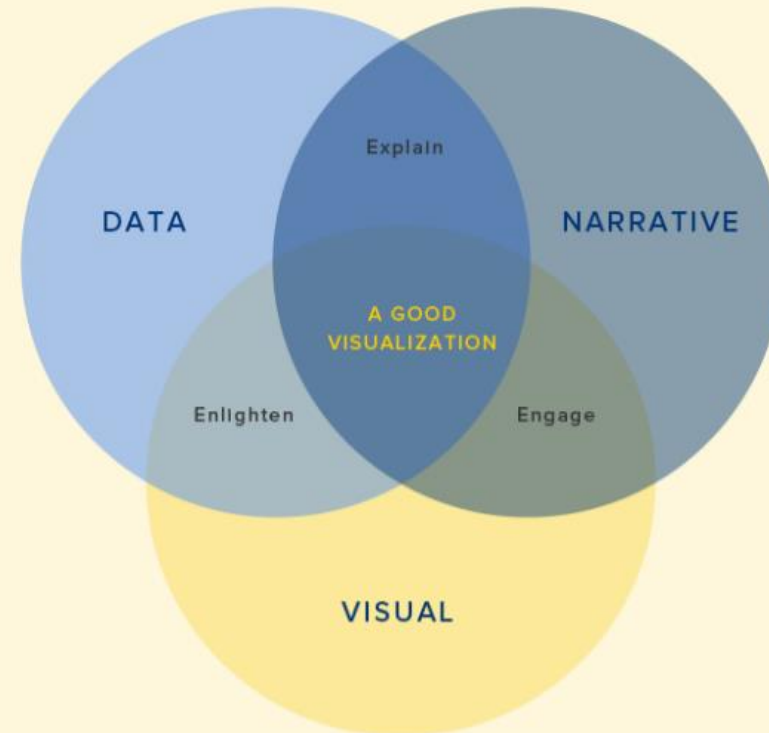 Explain
DATA
NARRATIVE
A GOOD
VISUALIZATION
Enlighten
Engage
VISUAL